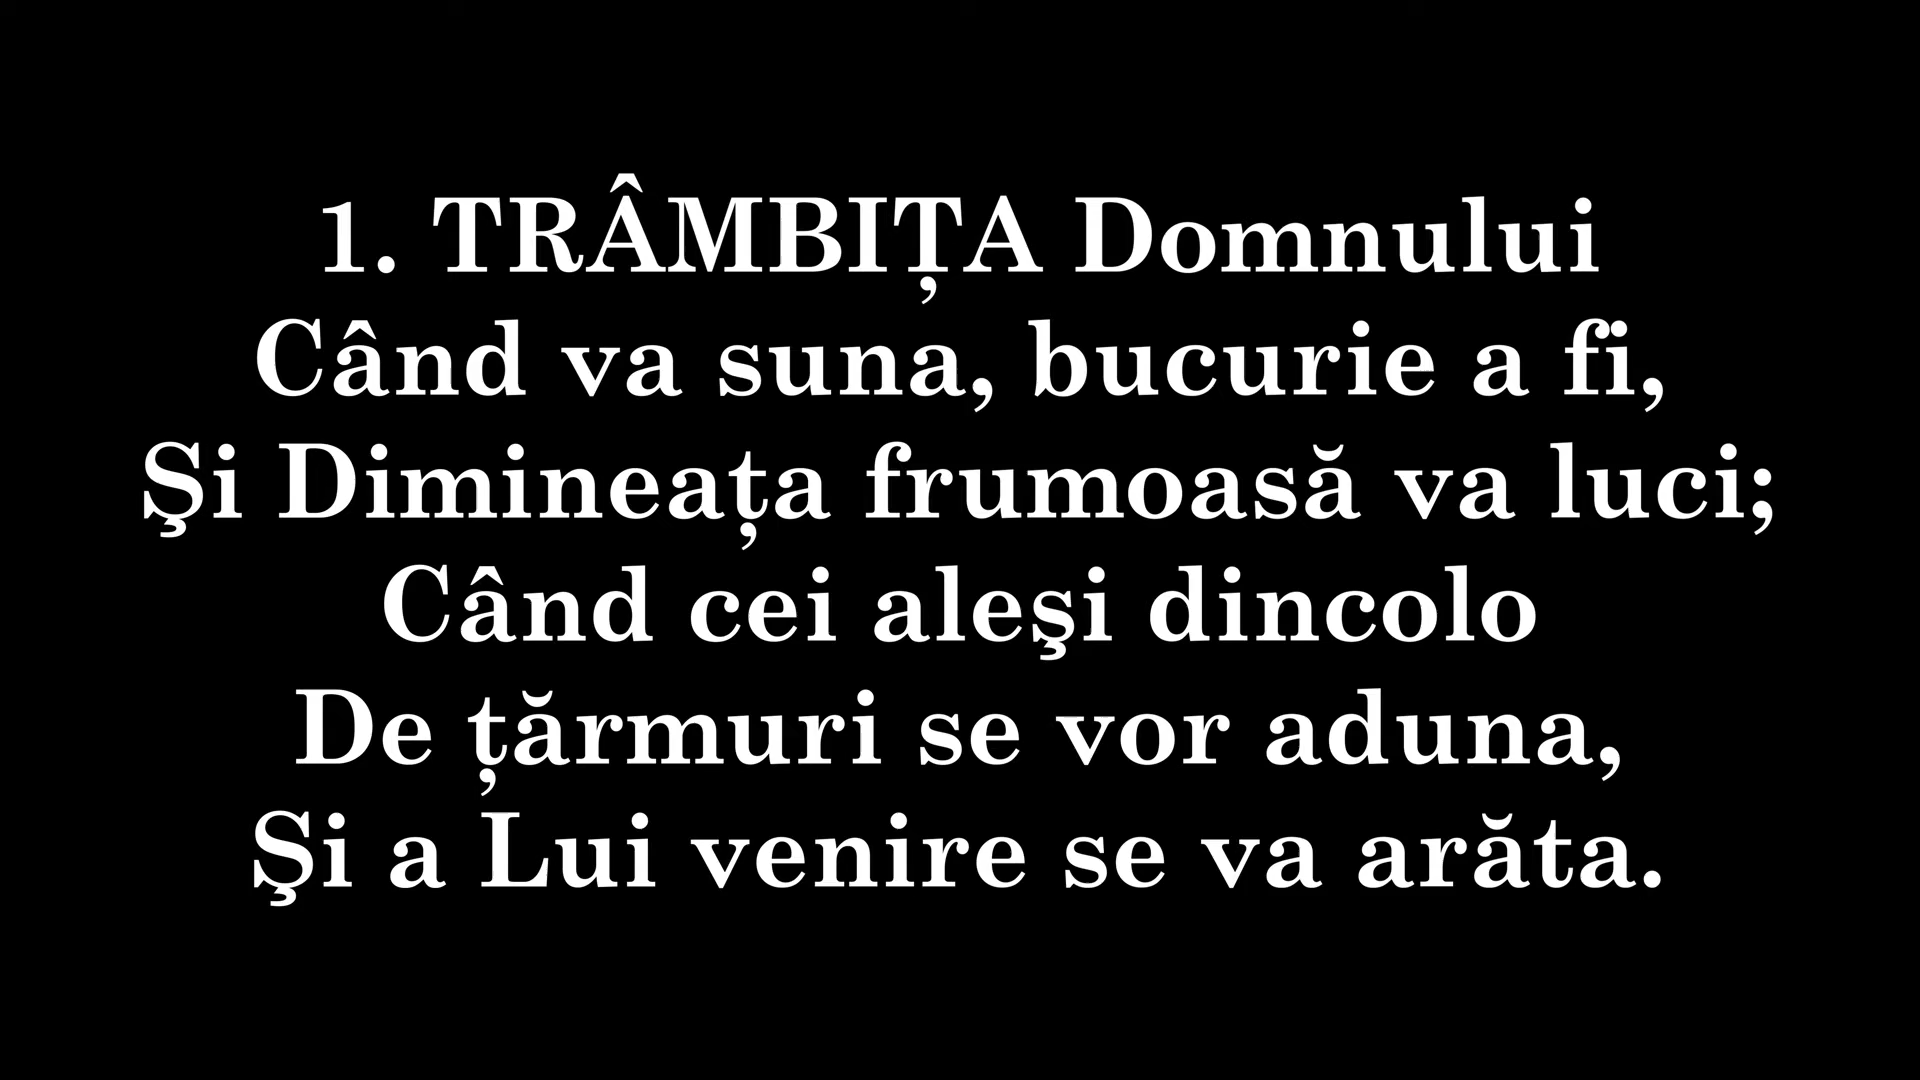 1. TRÂMBIȚA Domnului
Când va suna, bucurie a fi,
Şi Dimineața frumoasă va luci;
Când cei aleşi dincolo
De țărmuri se vor aduna,
Şi a Lui venire se va arăta.